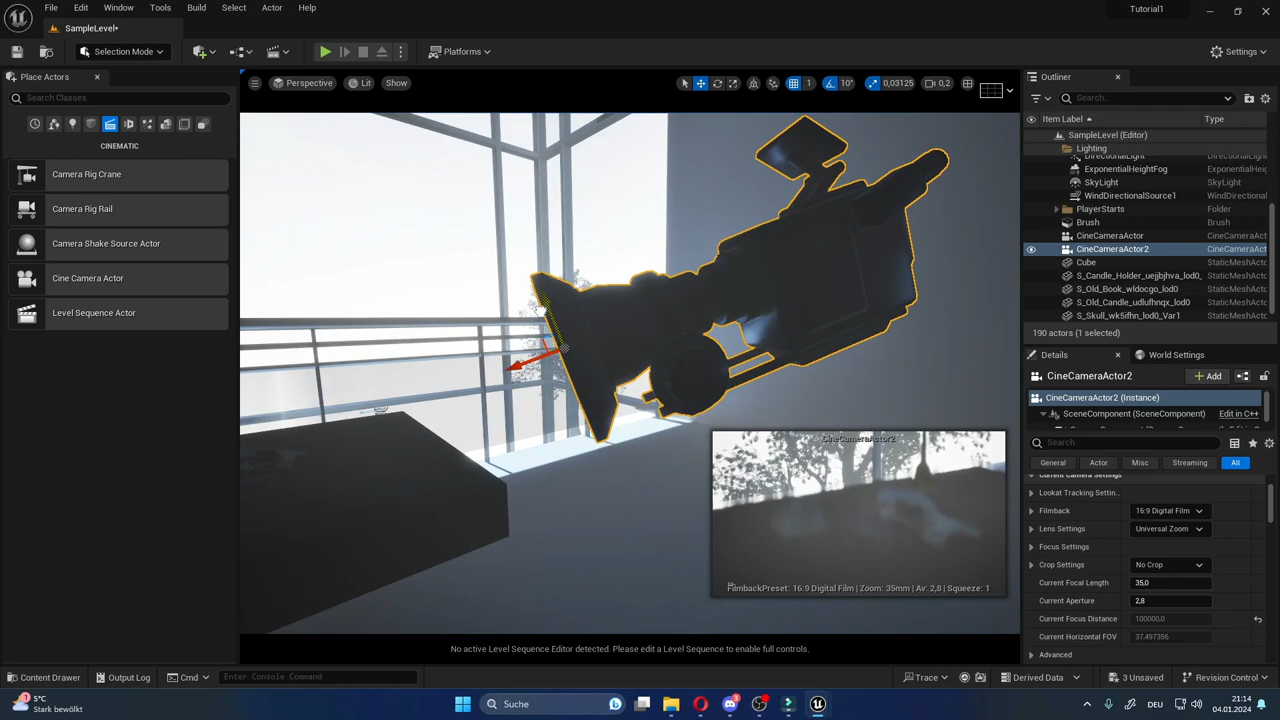 File Edit Window Tools Build Select Actor Help
Tutorial1
SampleLevel*
Selection Mode
Platforms
Settings
Place Actors
Search Classes
CINEMATIC
Camera Rig Crane
Camera Rig Rail
Camera Shake Source Actor
Cine Camera Actor
Level Sequence Actor
Perspective Lit Show
1 10° 0,03125 0,2
CineCameraActor2
FilmbackPreset: 16:9 Digital Film | Zoom: 35mm | Av: 2,8 | Squeeze: 1
No active Level Sequence Editor detected. Please edit a Level Sequence to enable full controls.
Outliner
Search...
Item Label Type
SampleLevel (Editor)
Lighting
DirectionalLight DirectionalL
ExponentialHeightFog ExponentialHei
SkyLight SkyLight
WindDirectionalSource1 WindDirectional
PlayerStarts Folder
Brush Brush
CineCameraActor CineCameraAct
CineCameraActor2 CineCameraAct
Cube StaticMeshActo
S_Candle_Holder_uejjbjhva_lod0_ StaticMeshActo
S_Old_Book_wldocgo_lod0 StaticMeshActo
S_Old_Candle_udlufhnqx_lod0 StaticMeshActo
S_Skull_wk5ifhn_lod0_Var1 StaticMeshActo
190 actors (1 selected)
Details World Settings
CineCameraActor2 Add
CineCameraActor2 (Instance)
SceneComponent (SceneComponent) Edit in C++
Search
General Actor Misc Streaming All
Current Camera Settings
Lookat Tracking Settin...
Filmback 16:9 Digital Film
Lens Settings Universal Zoom
Focus Settings
Crop Settings No Crop
Current Focal Length 35,0
Current Aperture 2,8
Current Focus Distance 100000,0
Current Horizontal FOV 37,497356
Advanced
Content Drawer Output Log Cmd Enter Console Command Trace Derived Data 3 Unsaved Revision Control
1
5°C
Stark bewölkt
Suche
DEU
21:14
04.01.2024